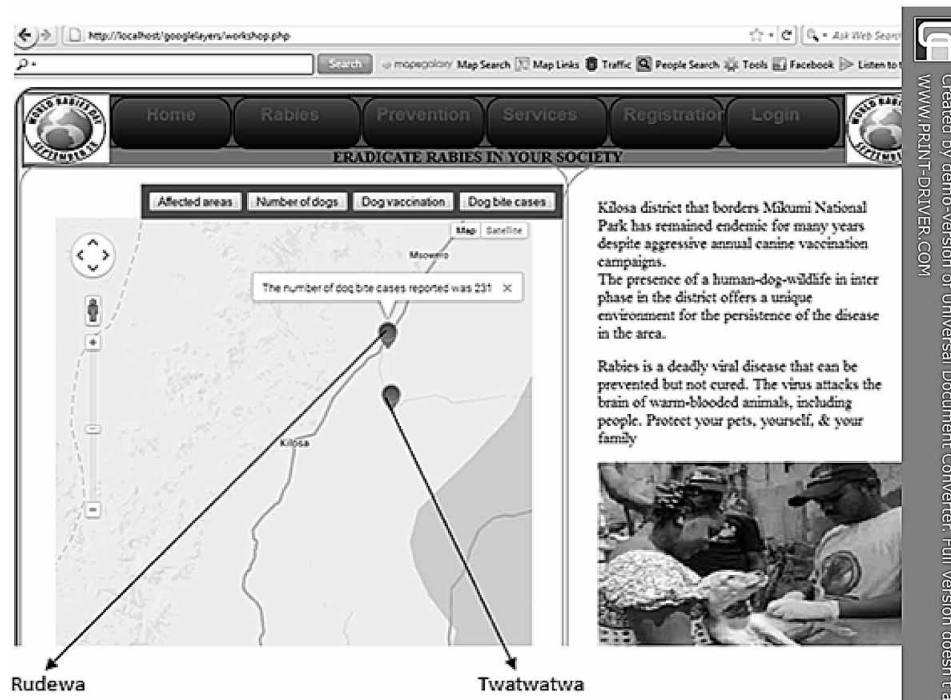 http://localhost/googlelayers/workshop.php
Ask Web Search
Search
mapsgalaxy Map Search Map Links Traffic People Search Tools Facebook Listen to
WORLD RABIES DAY
SEPTEMBER 28
Home Rabies Prevention Services Registration Login
ERADICATE RABIES IN YOUR SOCIETY
Affected areas Number of dogs Dog vaccination Dog bite cases
Map Satellite
Msowero
The number of dog bite cases reported was 231
Kilosa
Rudewa
Twatwatwa
Kilosa district that borders Mikumi National
Park has remained endemic for many years
despite aggressive annual canine vaccination
campaigns.
The presence of a human-dog-wildlife in inter
phase in the district offers a unique
environment for the persistence of the disease
in the area.
Rabies is a deadly viral disease that can be
prevented but not cured. The virus attacks the
brain of warm-blooded animals, including
people. Protect your pets, yourself, & your
family
Created by demo version of Universal Document Converter. Full version doesn't a
WWW.PRINT-DRIVER.COM